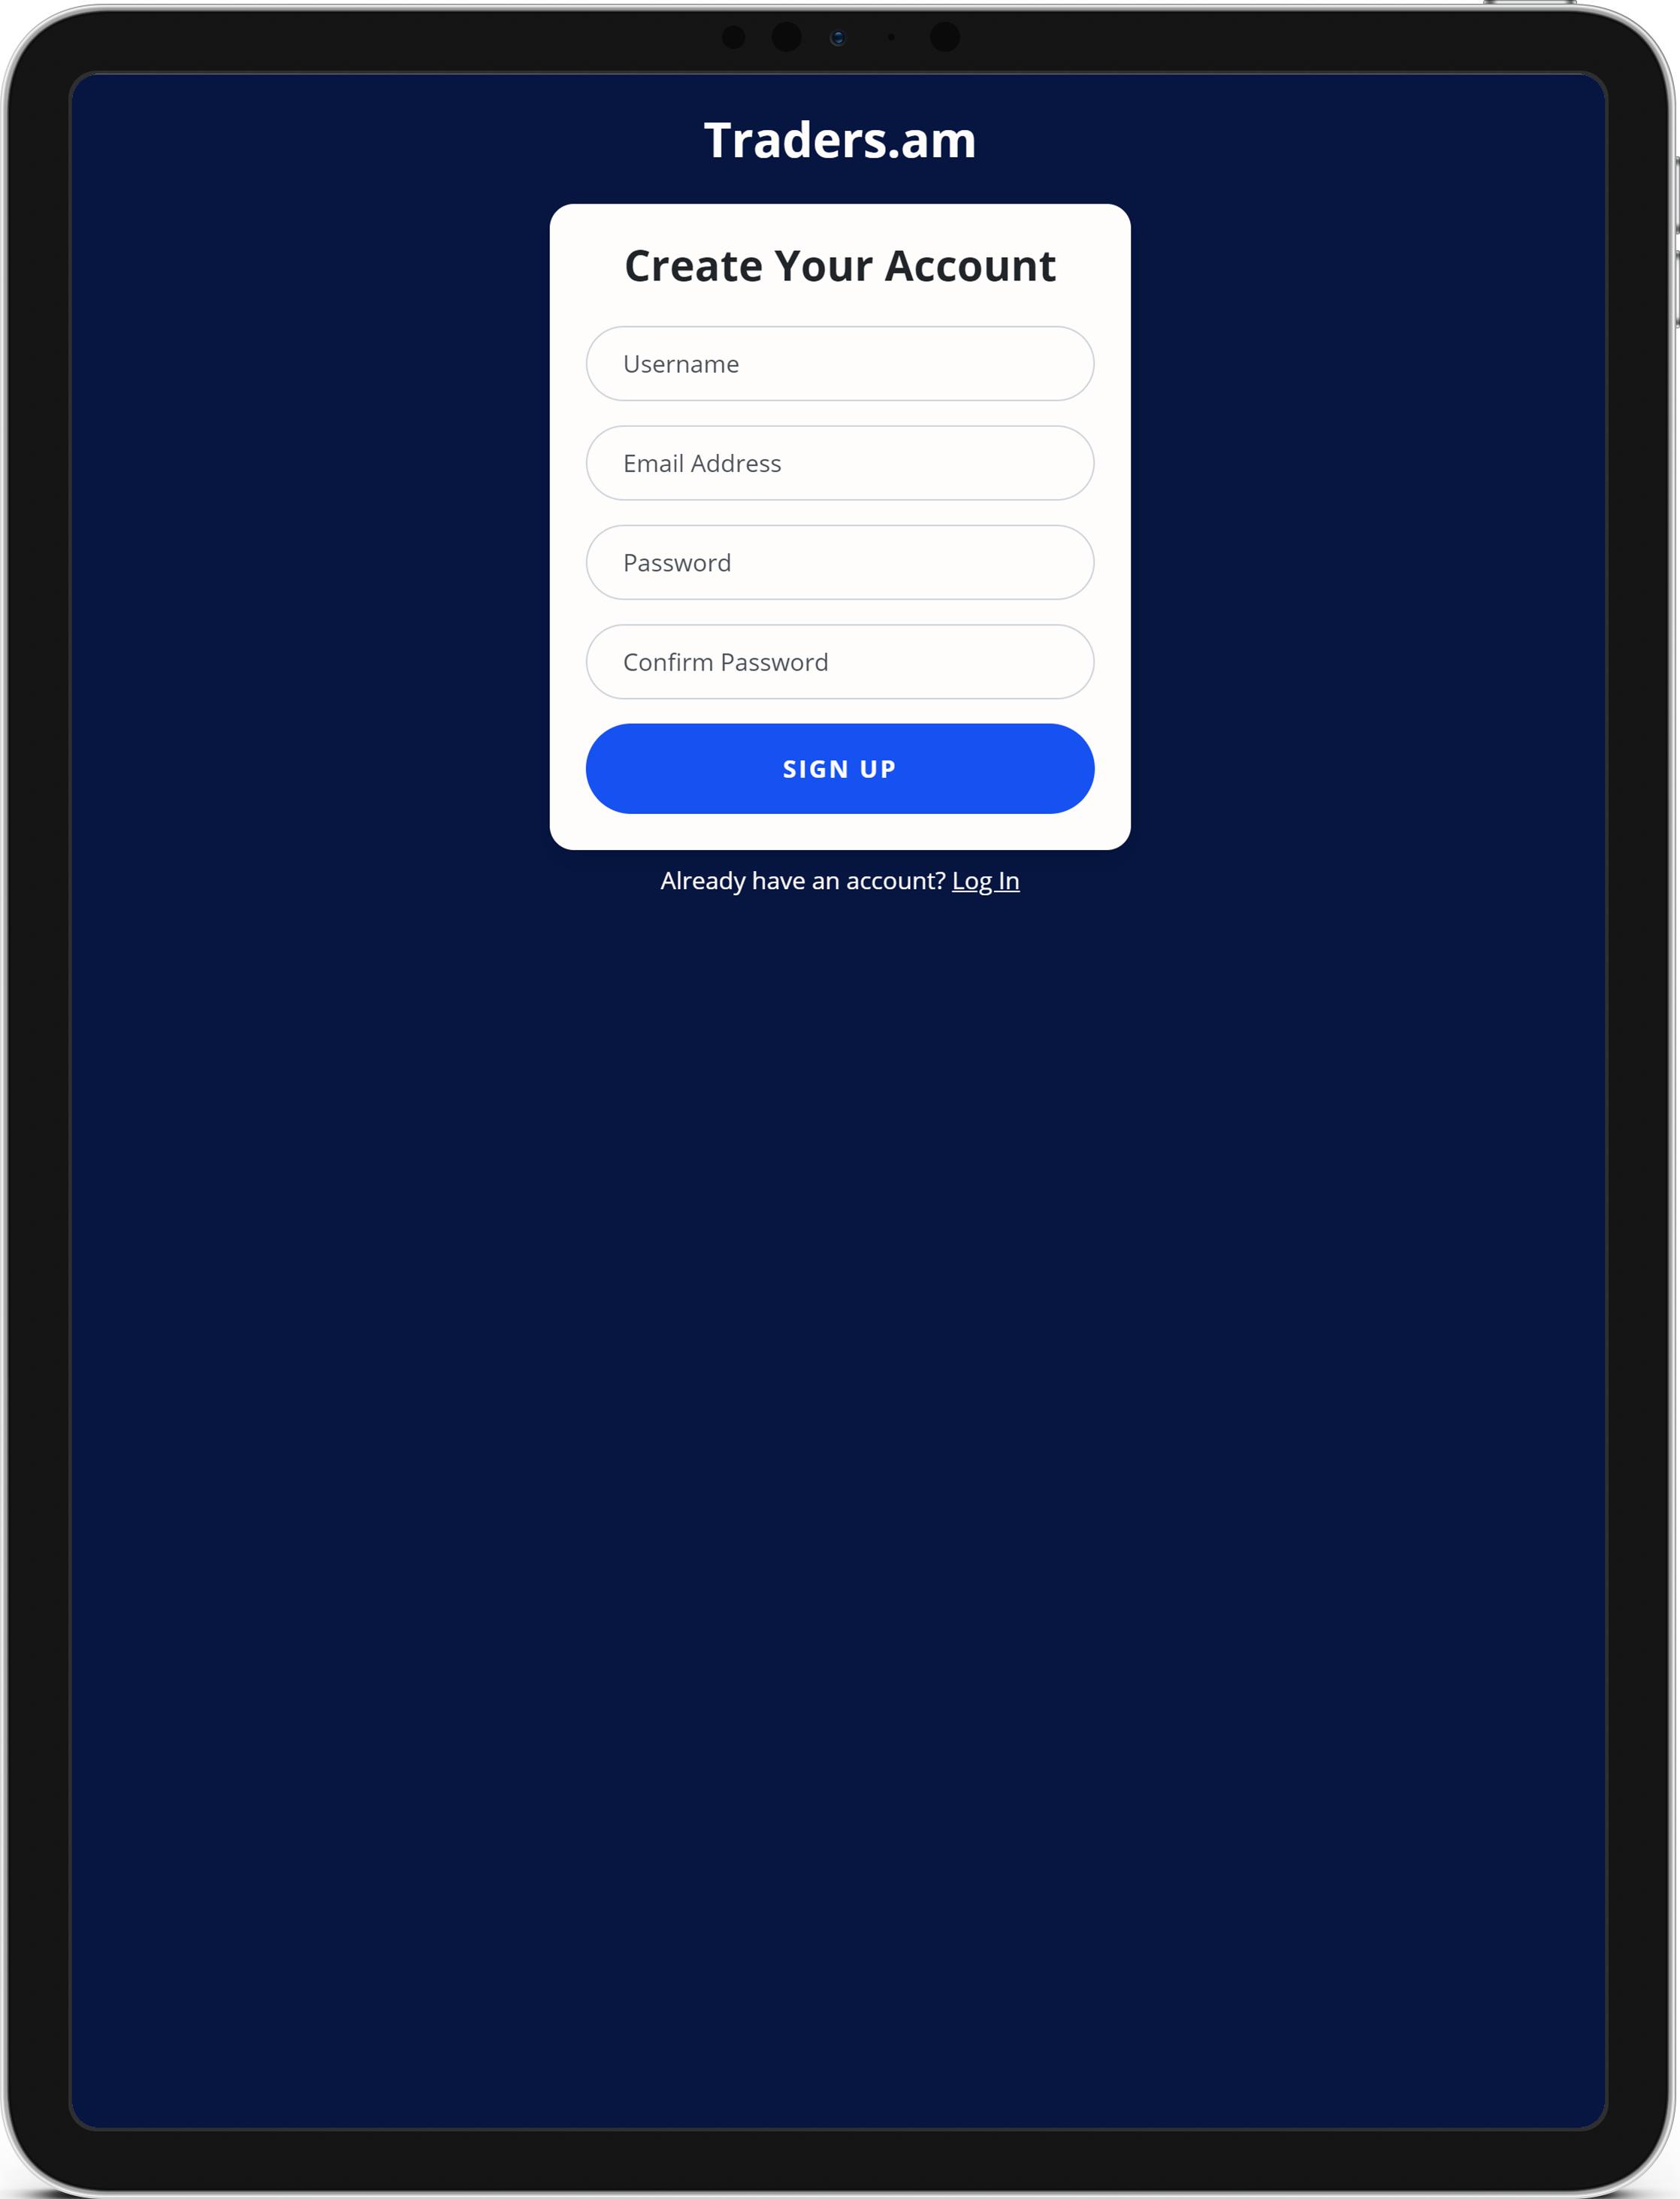 Traders.am
Create Your Account
Username
Email Address
Password
Confirm Password
SIGN UP
Already have an account? Log In